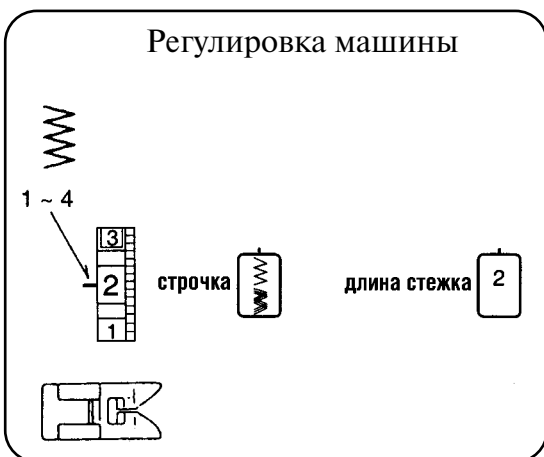 Регулировка машины
1 ~ 4
3
2
1
строчка
длина стежка 2